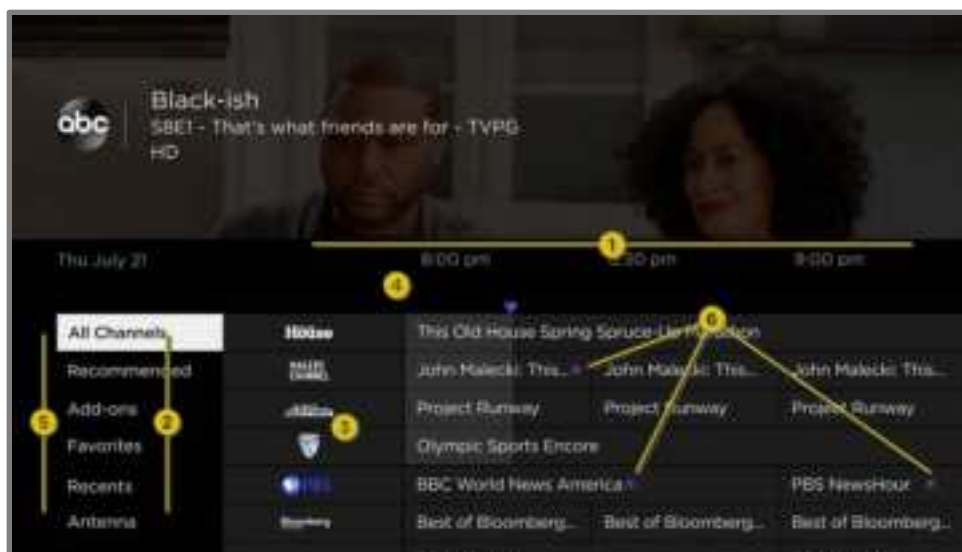 abc
Black-ish
S8E1 - That's what friends are for - TVPG
HD
Thu July 21 8:00 pm 8:30 pm 9:00 pm
1
4
6
All Channels House This Old House Spring Spruce-Up
Recommended John Malecki: This... John Malecki: This... John Malecki: This...
Add-ons Project Runway Project Runway Project Runway
5 2 3
Favorites Olympic Sports Encore
Recents PBS BBC World News America PBS NewsHour
Antenna Bloomberg Best of Bloomberg... Best of Bloomberg... Best of Bloomberg...